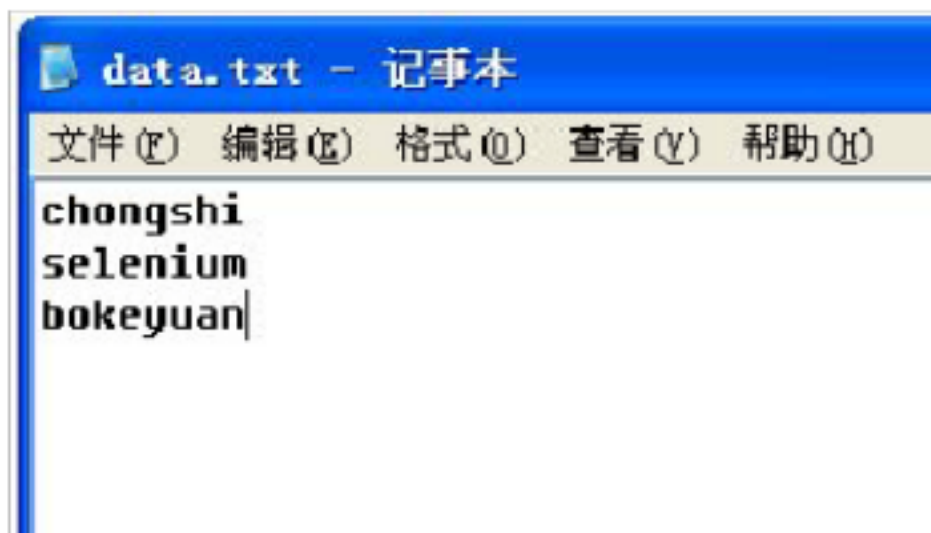 data.txt - 记事本
文件(F) 编辑(E) 格式(O) 查看(V) 帮助(H)
chongshi
selenium
bokeyuan